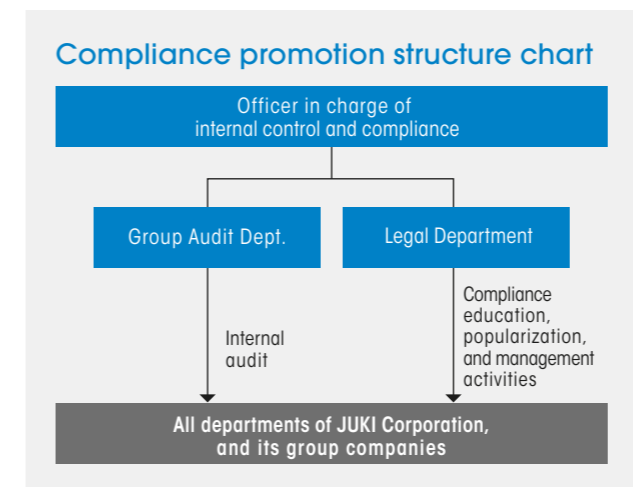 Compliance promotion structure chart
Officer in charge of
internal control and compliance
Group Audit Dept.
Legal Department
Internal
audit
Compliance
education,
popularization,
and management
activities
All departments of JUKI Corporation,
and its group companies